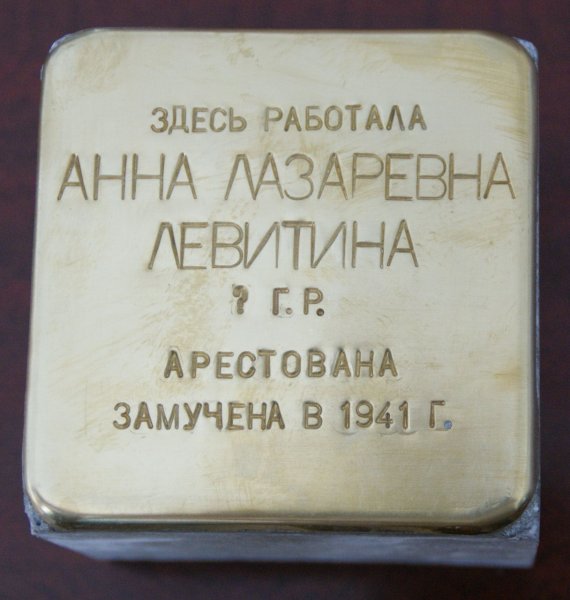 ЗДЕСЬ РАБОТАЛА
АННА ЛАЗАРЕВНА
ЛЕВИТИНА
? Г.Р.
АРЕСТОВАНА
ЗАМУЧЕНА В 1941 Г.